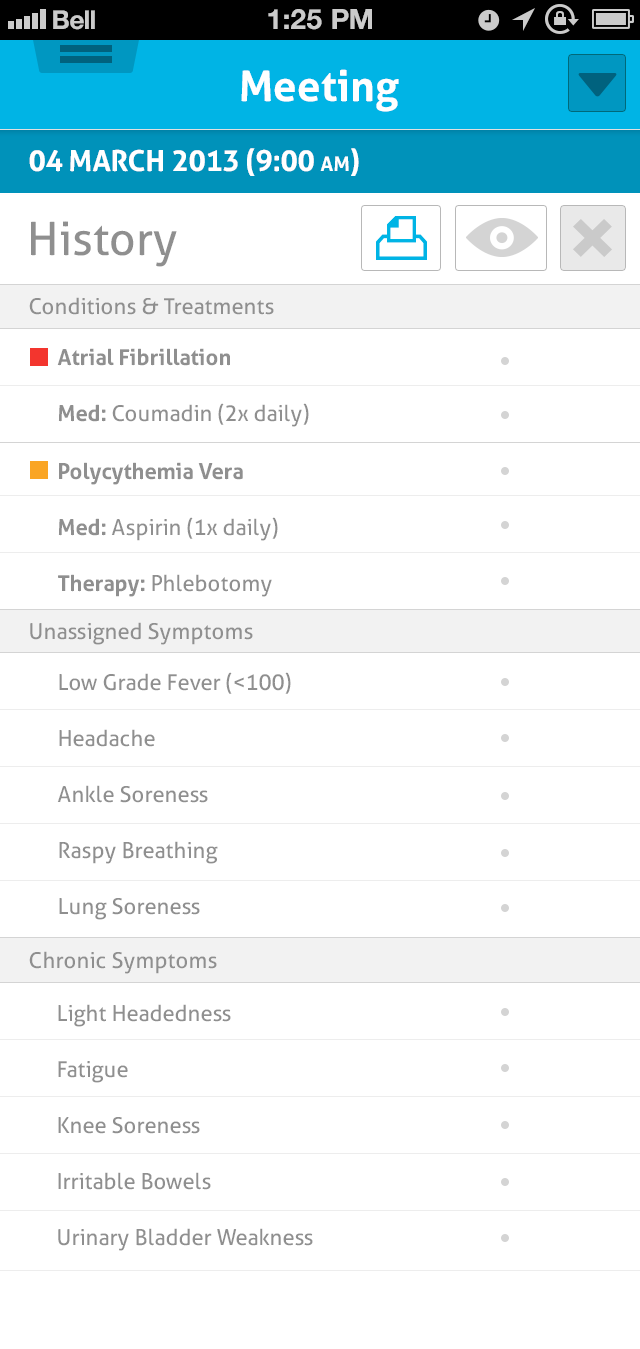 Bell 1:25 PM
Meeting
04 MARCH 2013 (9:00 AM)
History
Conditions & Treatments
Atrial Fibrillation
Med: Coumadin (2x daily)
Polycythemia Vera
Med: Aspirin (1x daily)
Therapy: Phlebotomy
Unassigned Symptoms
Low Grade Fever (<100)
Headache
Ankle Soreness
Raspy Breathing
Lung Soreness
Chronic Symptoms
Light Headedness
Fatigue
Knee Soreness
Irritable Bowels
Urinary Bladder Weakness